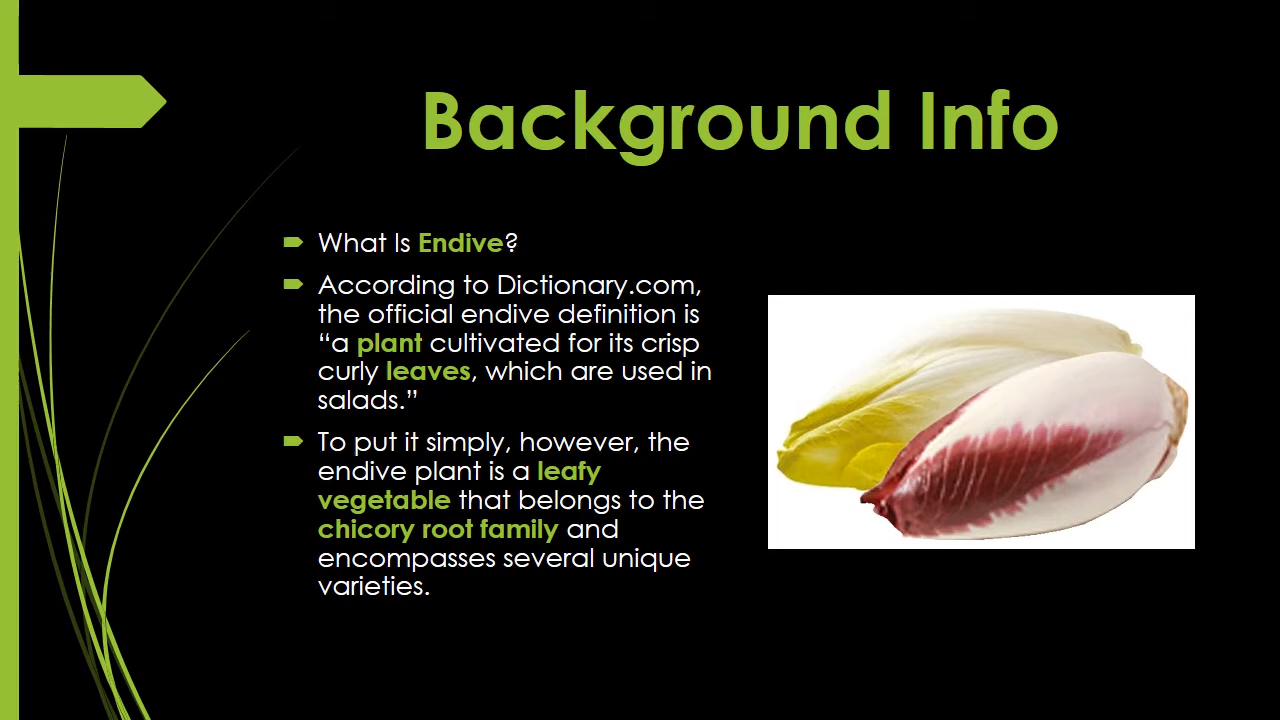 Background Info
What Is Endive?
According to Dictionary.com,
the official endive definition is
“a plant cultivated for its crisp
curly leaves, which are used in
salads.”
To put it simply, however, the
endive plant is a leafy
vegetable that belongs to the
chicory root family and
encompasses several unique
varieties.